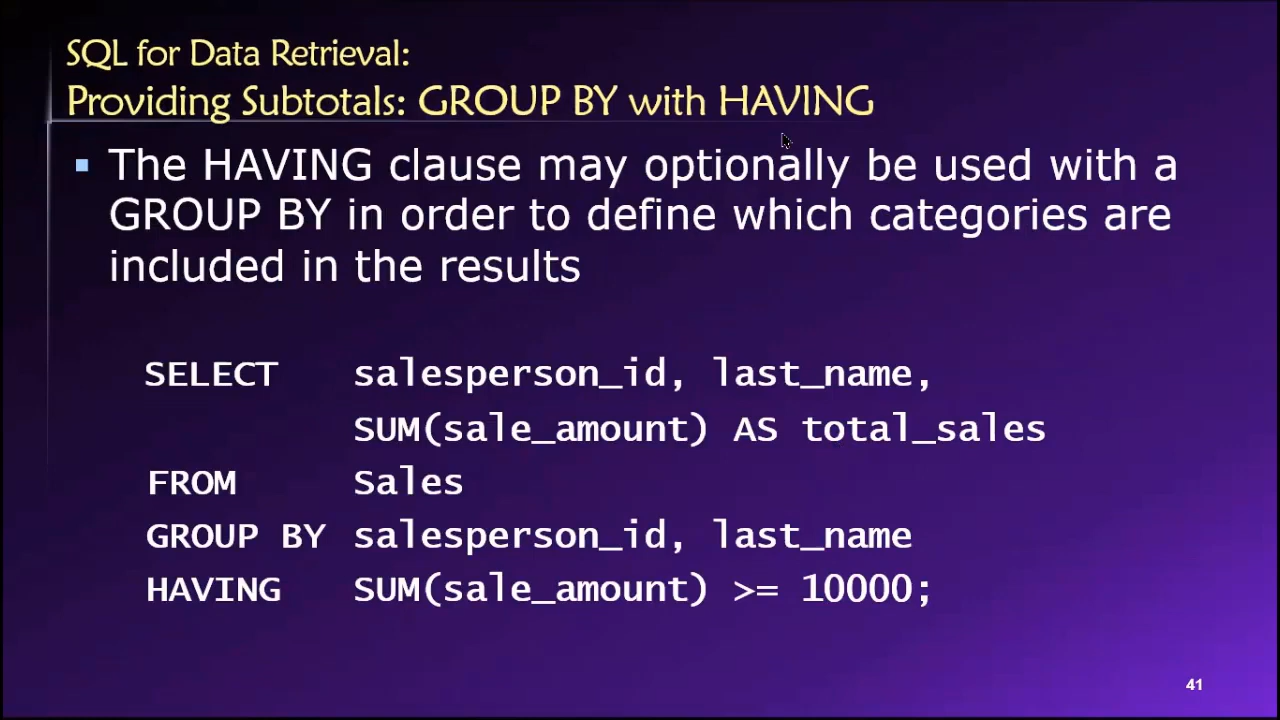 SQL for Data Retrieval:
Providing Subtotals: GROUP BY with HAVING
The HAVING clause may optionally be used with a
GROUP BY in order to define which categories are
included in the results
SELECT salesperson_id, last_name,
SUM(sale_amount) AS total_sales
FROM Sales
GROUP BY salesperson_id, last_name
HAVING SUM(sale_amount) >= 10000;
41